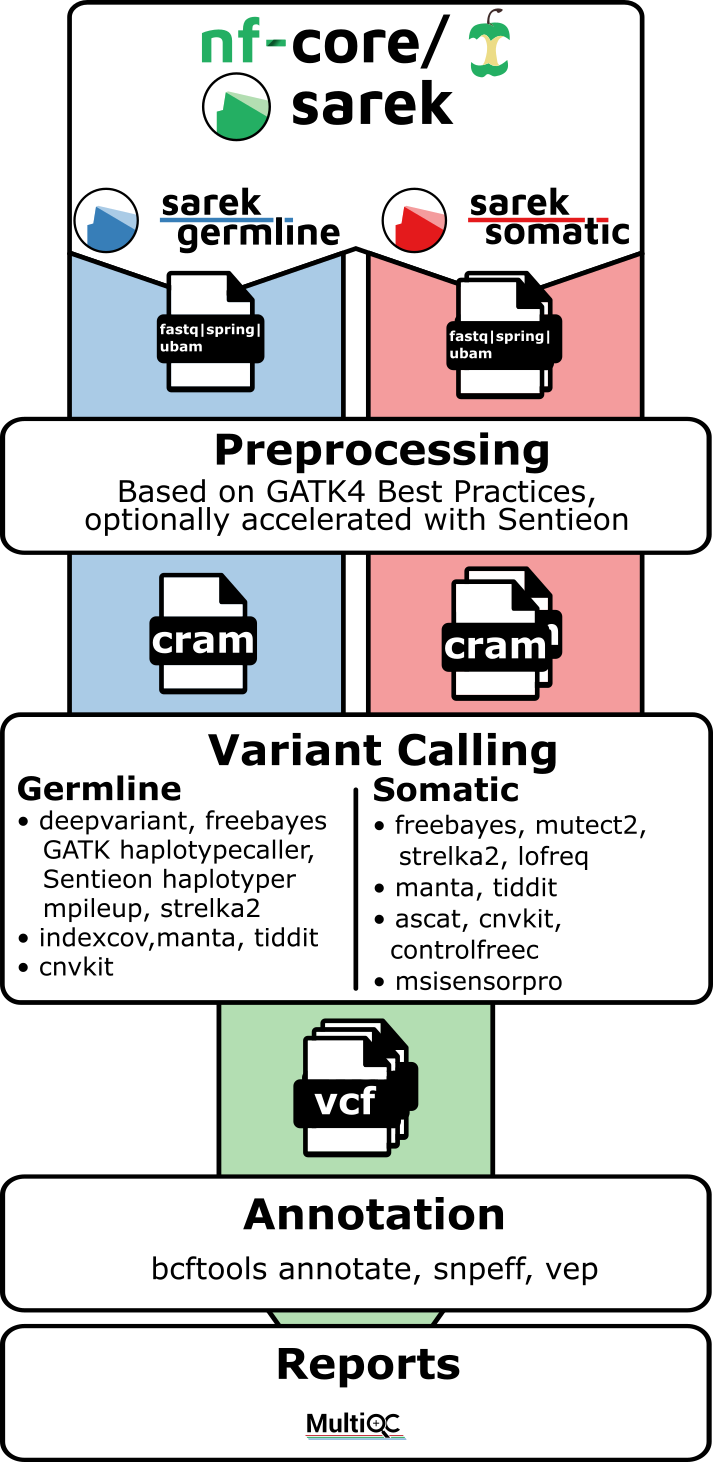 nf-core/
sarek
sarek
germline
sarek
somatic
fastq|spring|
ubam
fastq|spring|
ubam
Preprocessing
Based on GATK4 Best Practices,
optionally accelerated with Sentieon
cram
cram
Variant Calling
Germline
• deepvariant, freebayes
GATK haplotypecaller,
Sentieon haplotyper
mpileup, strelka2
• indexcov,manta, tiddit
• cnvkit
Somatic
• freebayes, mutect2,
strelka2, lofreq
• manta, tiddit
• ascat, cnvkit,
controlfreec
• msisensorpro
vcf
Annotation
bcftools annotate, snpeff, vep
Reports
MultiQC